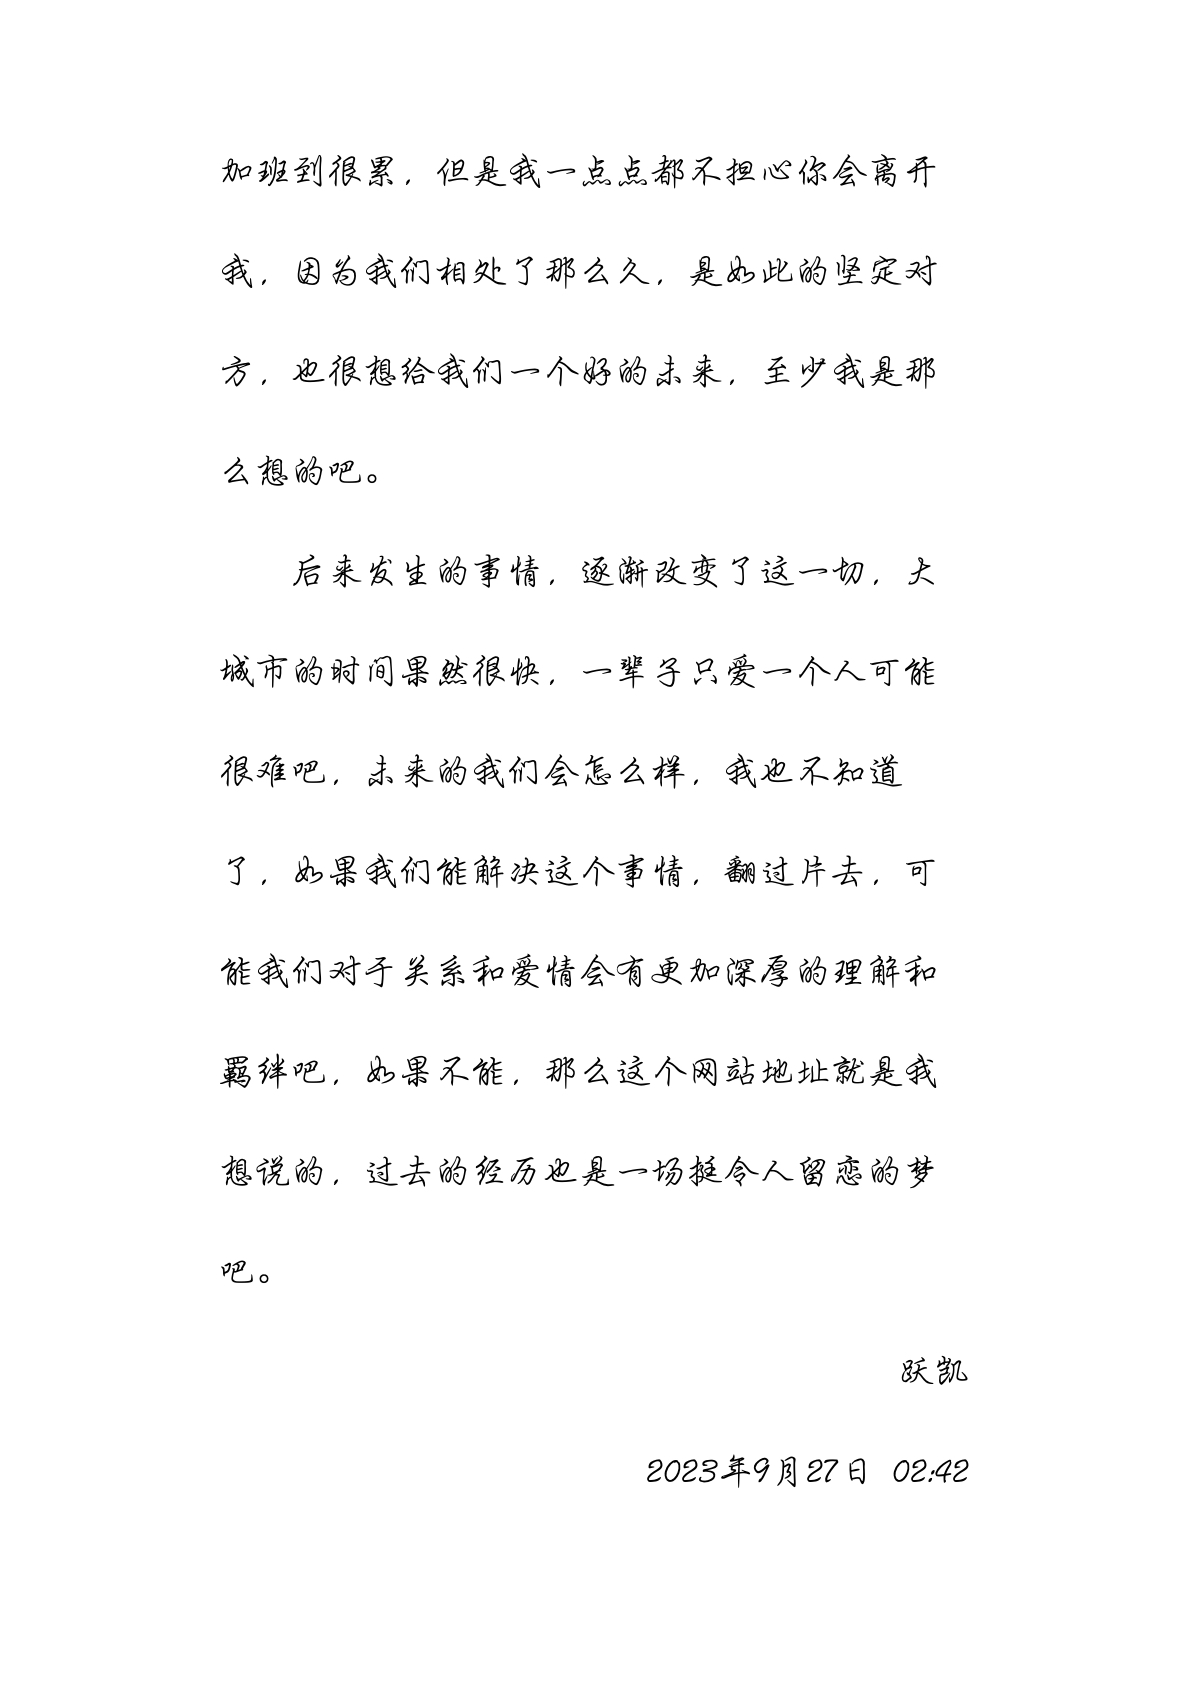 加班到很累，但是我一点点都不担心你会离开
我，因为我们相处了那么久，是如此的坚定对
方，也很想给我们一个好的未来，至少我是那
么想的吧。
后来发生的事情，逐渐改变了这一切，大
城市的时间果然很快，一辈子只爱一个人可能
很难吧，未来的我们会怎么样，我也不知道
了，如果我们能解决这个事情，翻过片去，可
能我们对于关系和爱情会有更加深厚的理解和
羁绊吧，如果不能，那么这个网站地址就是我
想说的，过去的经历也是一场挺令人留恋的梦
吧。
跃凯
2023年9月27日 02:42